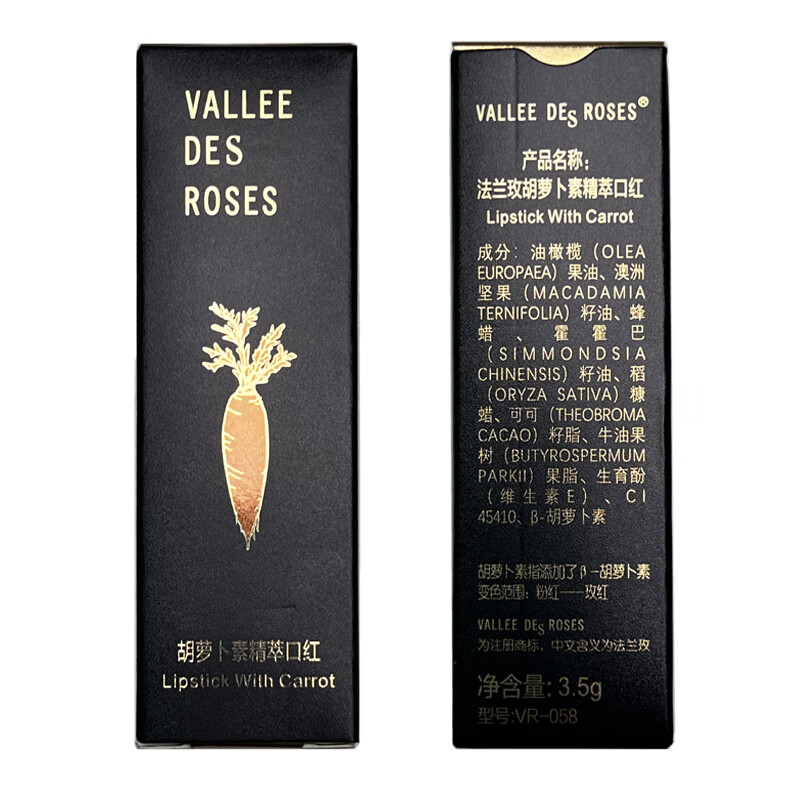 VALLEE
DES
ROSES
胡萝卜素精萃口红
Lipstick With Carrot
VALLEE DES ROSES®
产品名称：
法兰玫胡萝卜素精萃口红
Lipstick With Carrot
成分：油橄榄（OLEA
EUROPAEA）果油、澳洲
坚果（MACADAMIA
TERNIFOLIA）籽油、蜂
蜡、霍霍巴
（SIMMONDSIA
CHINENSIS）籽油、稻
（ORYZA SATIVA）糠
蜡、可可（THEOBROMA
CACAO）籽脂、牛油果
树（BUTYROSPERMUM
PARKII）果脂、生育酚
（维生素E）、CI
45410、β-胡萝卜素
胡萝卜素指添加了β-胡萝卜素
变色范围：粉红——玫红
VALLEE DES ROSES
为注册商标，中文含义为法兰玫
净含量：3.5g
型号:VR-058